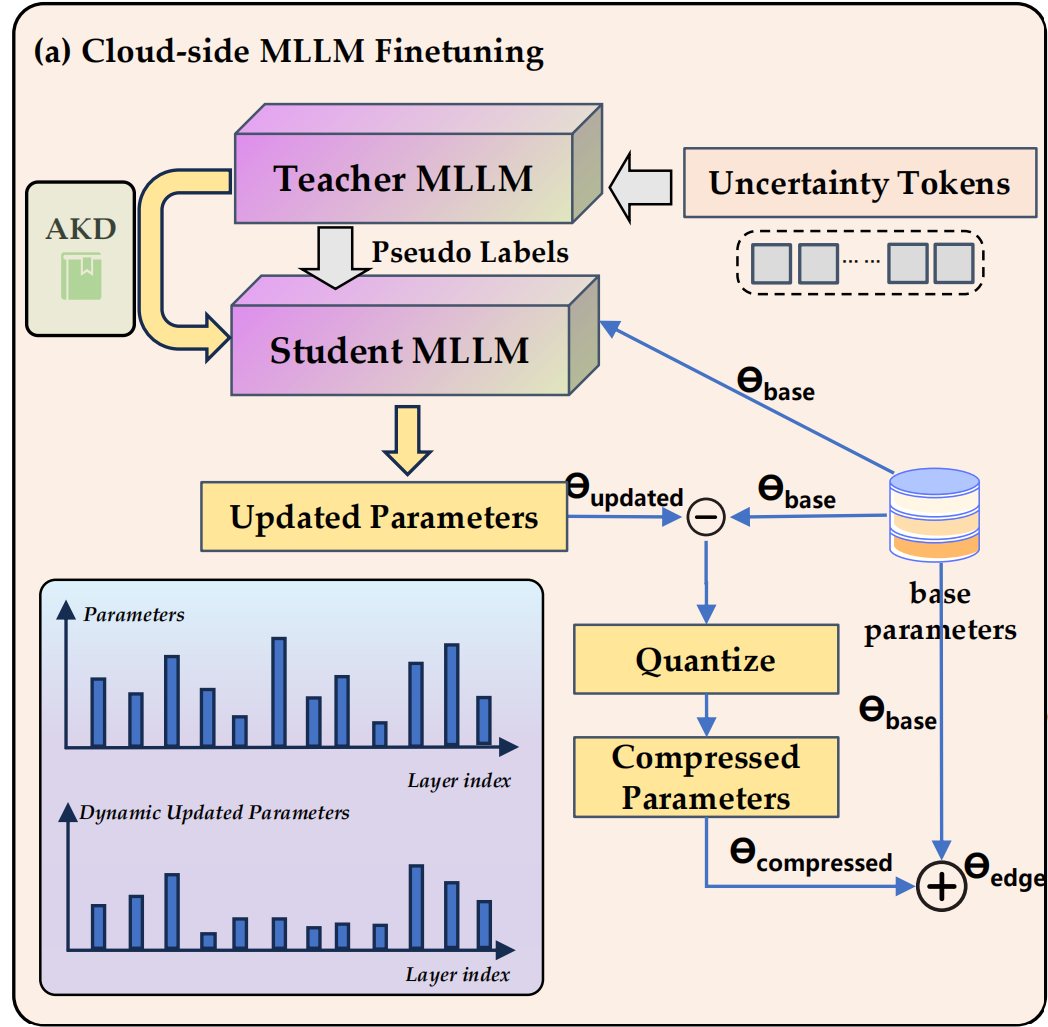 (a) Cloud-side MLLM Finetuning
Teacher MLLM
Uncertainty Tokens
AKD
Pseudo Labels
... ...
Student MLLM
Θbase
Updated Parameters
Θupdated
Θbase
base
parameters
Parameters
Layer index
Quantize
Θbase
Compressed
Parameters
Dynamic Updated Parameters
Layer index
Θcompressed
Θedge